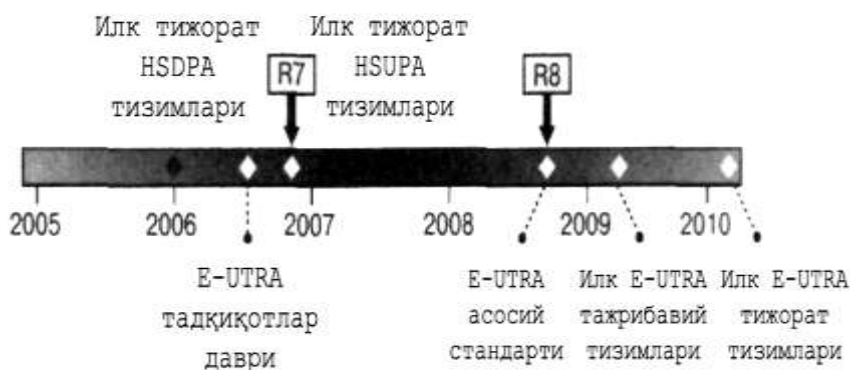 Илк тижорат
HSDPA
тизимлари
R7
Илк тижорат
HSUPA
тизимлари
R8
2005
2006
2007
2008
2009
2010
E-UTRA
тадқиқотлар
даври
E-UTRA
асосий
стандарти
Илк E-UTRA
тажрибавий
тизимлари
Илк E-UTRA
тижорат
тизимлари